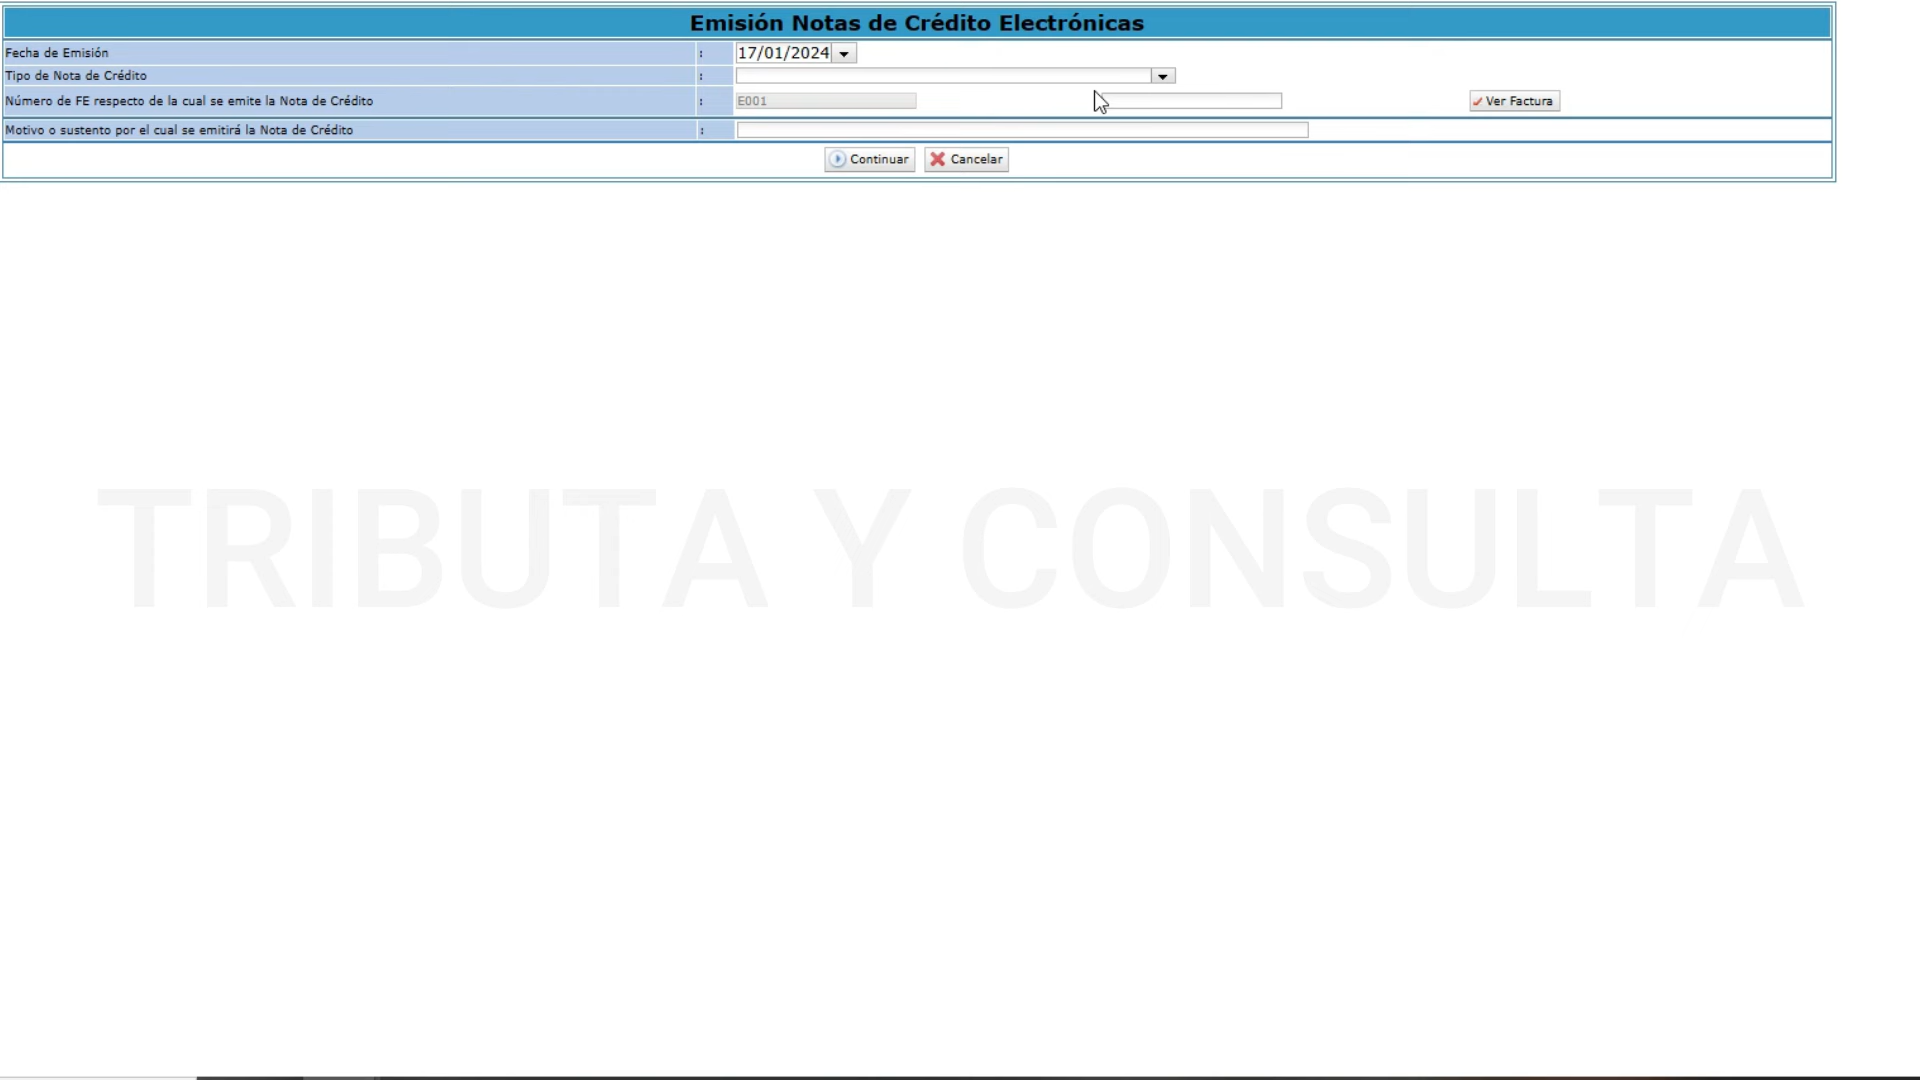 Emisión Notas de Crédito Electrónicas
Fecha de Emisión : 17/01/2024
Tipo de Nota de Crédito :
Número de FE respecto de la cual se emite la Nota de Crédito : E001 Ver Factura
Motivo o sustento por el cual se emitirá la Nota de Crédito :
Continuar Cancelar
TRIBUTA Y CONSULTA